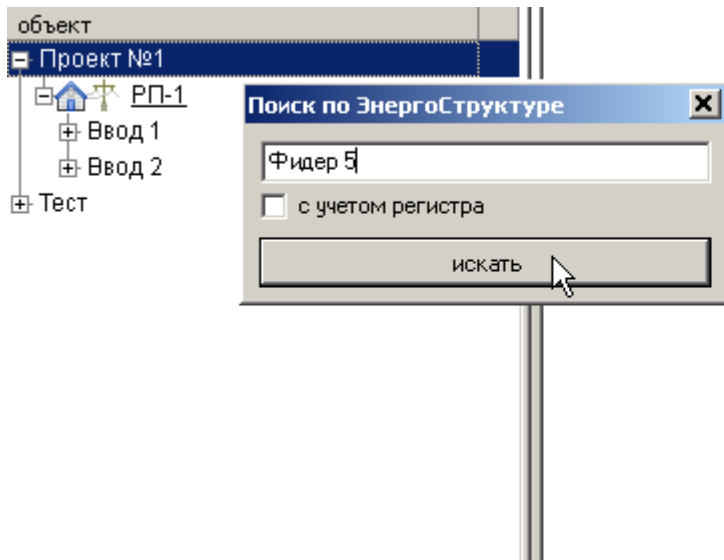 объект
Проект №1
РП-1
Ввод 1
Ввод 2
Тест
Поиск по ЭнергоСтруктуре
Фидер 5
с учетом регистра
искать